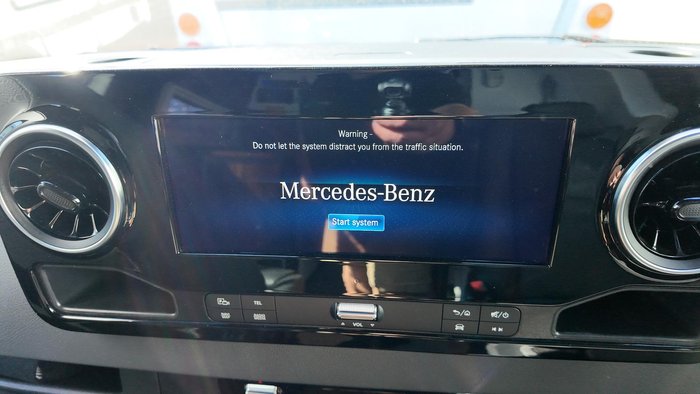 Warning -
Do not let the system distract you from the traffic situation.
Mercedes-Benz
Start system
TEL
VOL